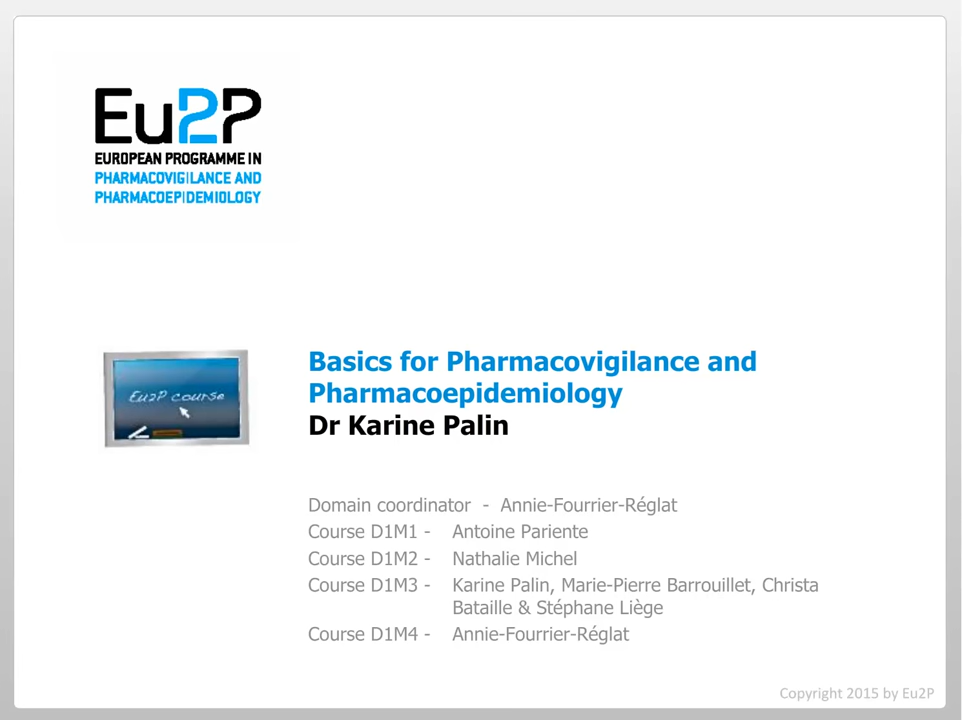 Eu2P
EUROPEAN PROGRAMME IN
PHARMACOVIGILANCE AND
PHARMACOEPIDEMIOLOGY
Eu2P course
Basics for Pharmacovigilance and
Pharmacoepidemiology
Dr Karine Palin
Domain coordinator - Annie-Fourrier-Réglat
Course D1M1 - Antoine Pariente
Course D1M2 - Nathalie Michel
Course D1M3 - Karine Palin, Marie-Pierre Barrouillet, Christa
Bataille & Stéphane Liège
Course D1M4 - Annie-Fourrier-Réglat
Copyright 2015 by Eu2P